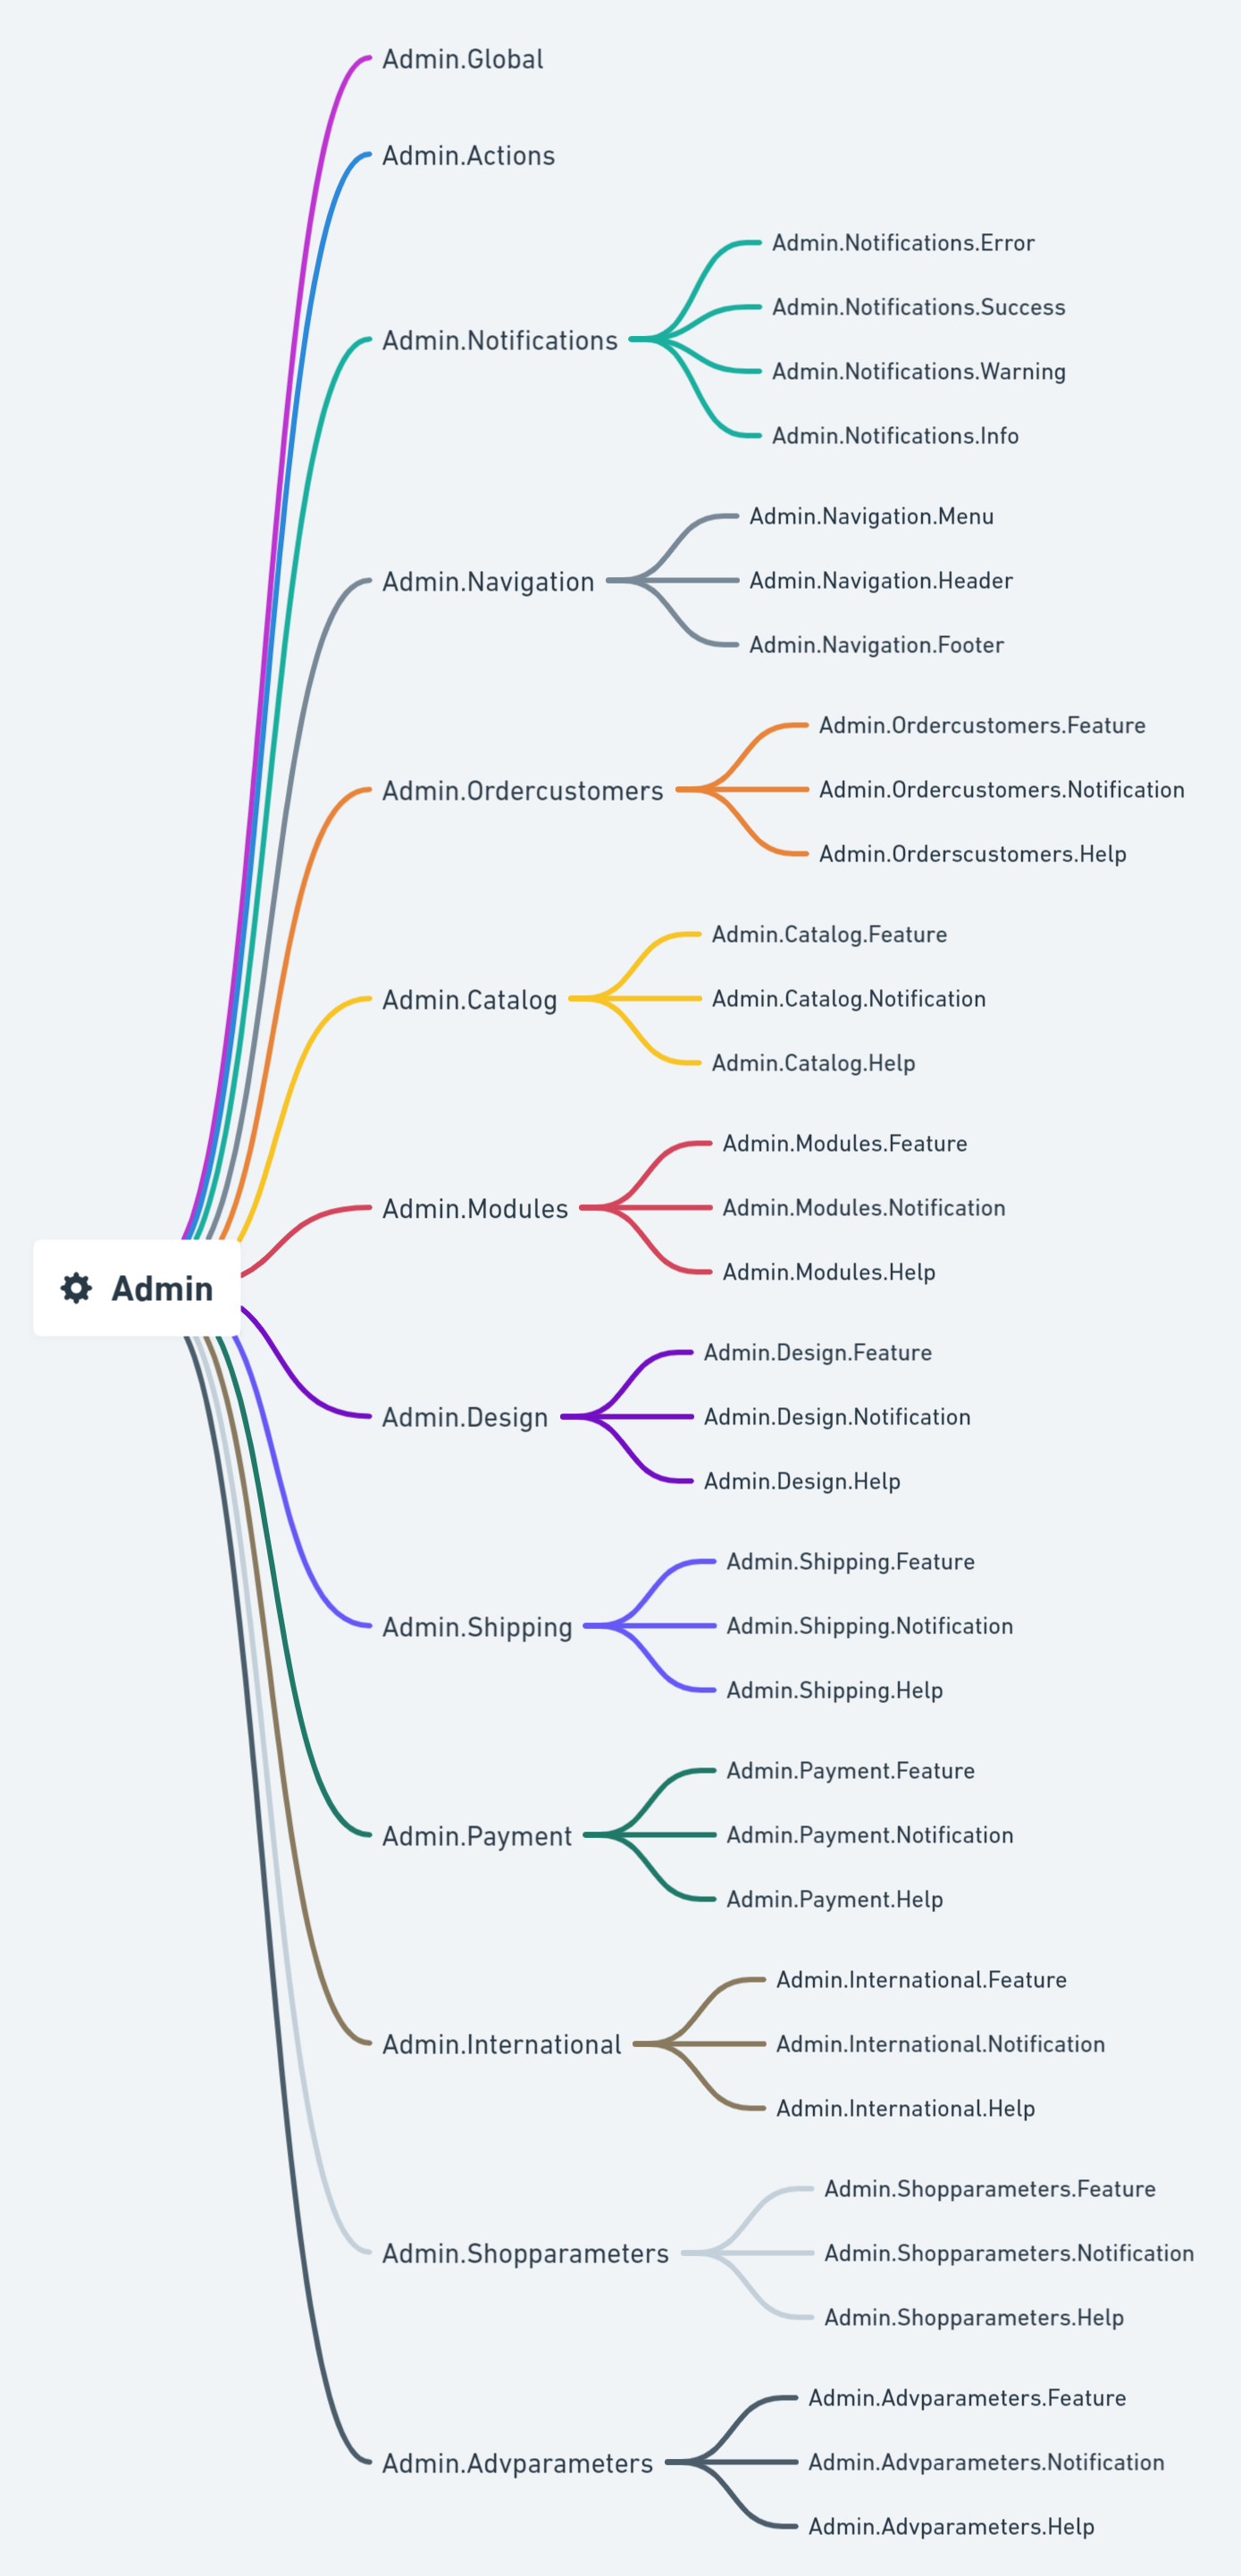 Admin.Global
Admin.Actions
Admin.Notifications
Admin.Notifications.Error
Admin.Notifications.Success
Admin.Notifications.Warning
Admin.Notifications.Info
Admin.Navigation
Admin.Navigation.Menu
Admin.Navigation.Header
Admin.Navigation.Footer
Admin.Ordercustomers
Admin.Ordercustomers.Feature
Admin.Ordercustomers.Notification
Admin.Orderscustomers.Help
Admin.Catalog
Admin.Catalog.Feature
Admin.Catalog.Notification
Admin.Catalog.Help
Admin.Modules
Admin.Modules.Feature
Admin.Modules.Notification
Admin.Modules.Help
Admin
Admin.Design
Admin.Design.Feature
Admin.Design.Notification
Admin.Design.Help
Admin.Shipping
Admin.Shipping.Feature
Admin.Shipping.Notification
Admin.Shipping.Help
Admin.Payment
Admin.Payment.Feature
Admin.Payment.Notification
Admin.Payment.Help
Admin.International
Admin.International.Feature
Admin.International.Notification
Admin.International.Help
Admin.Shopparameters
Admin.Shopparameters.Feature
Admin.Shopparameters.Notification
Admin.Shopparameters.Help
Admin.Advparameters
Admin.Advparameters.Feature
Admin.Advparameters.Notification
Admin.Advparameters.Help